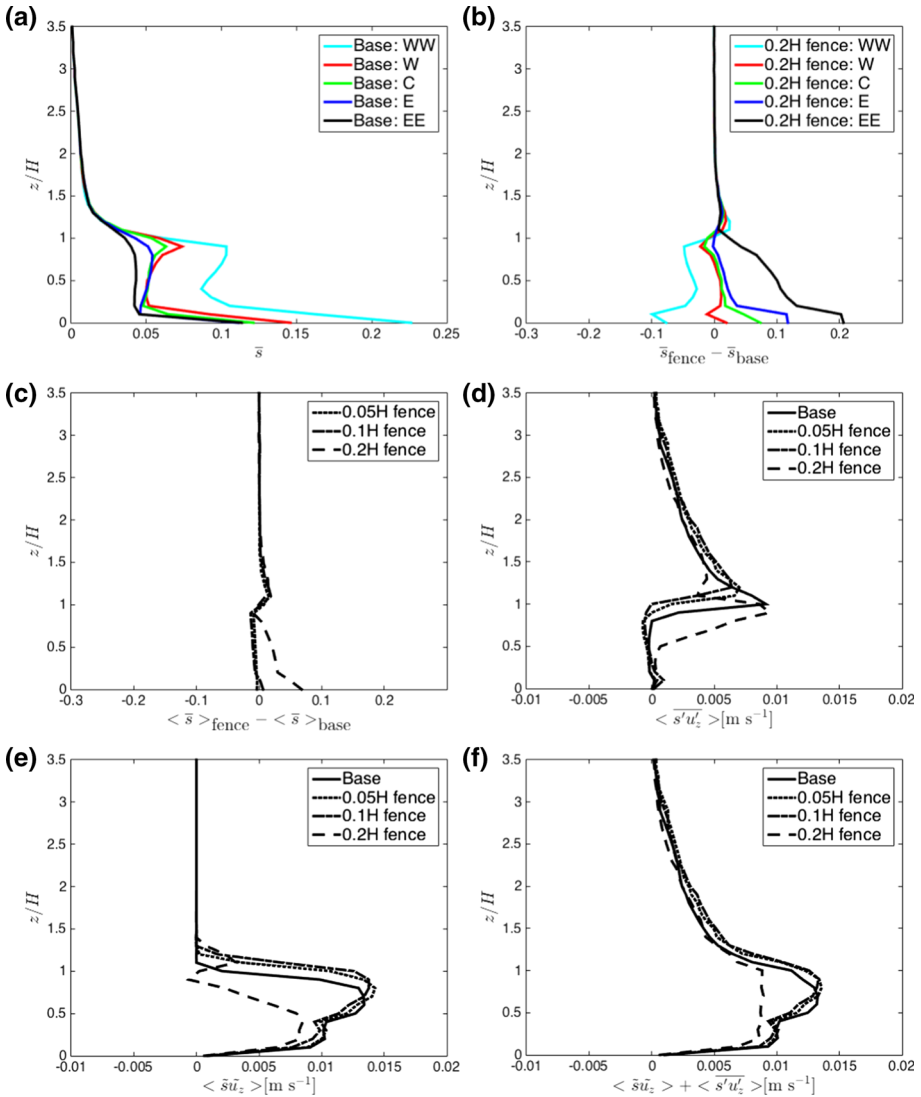 (a)
3.5
3
2.5
2
1.5
1
0.5
0
z/H
0
0.05
0.1
0.15
0.2
0.25
s̅
Base: WW
Base: W
Base: C
Base: E
Base: EE
(b)
3.5
3
2.5
2
1.5
1
0.5
0
z/H
-0.3
-0.2
-0.1
0
0.1
0.2
s̅fence − s̅base
0.2H fence: WW
0.2H fence: W
0.2H fence: C
0.2H fence: E
0.2H fence: EE
(c)
3.5
3
2.5
2
1.5
1
0.5
0
z/H
-0.3
-0.2
-0.1
0
0.1
0.2
< s̅ >fence − < s̅ >base
0.05H fence
0.1H fence
0.2H fence
(d)
3.5
3
2.5
2
1.5
1
0.5
0
z/H
-0.01
-0.005
0
0.005
0.01
0.015
0.02
< s′u′z >[m s−1]
Base
0.05H fence
0.1H fence
0.2H fence
(e)
3.5
3
2.5
2
1.5
1
0.5
0
z/H
-0.01
-0.005
0
0.005
0.01
0.015
0.02
< s̃ũz >[m s−1]
Base
0.05H fence
0.1H fence
0.2H fence
(f)
3.5
3
2.5
2
1.5
1
0.5
0
z/H
-0.01
-0.005
0
0.005
0.01
0.015
0.02
< s̃ũz > + < s′u′z >[m s−1]
Base
0.05H fence
0.1H fence
0.2H fence